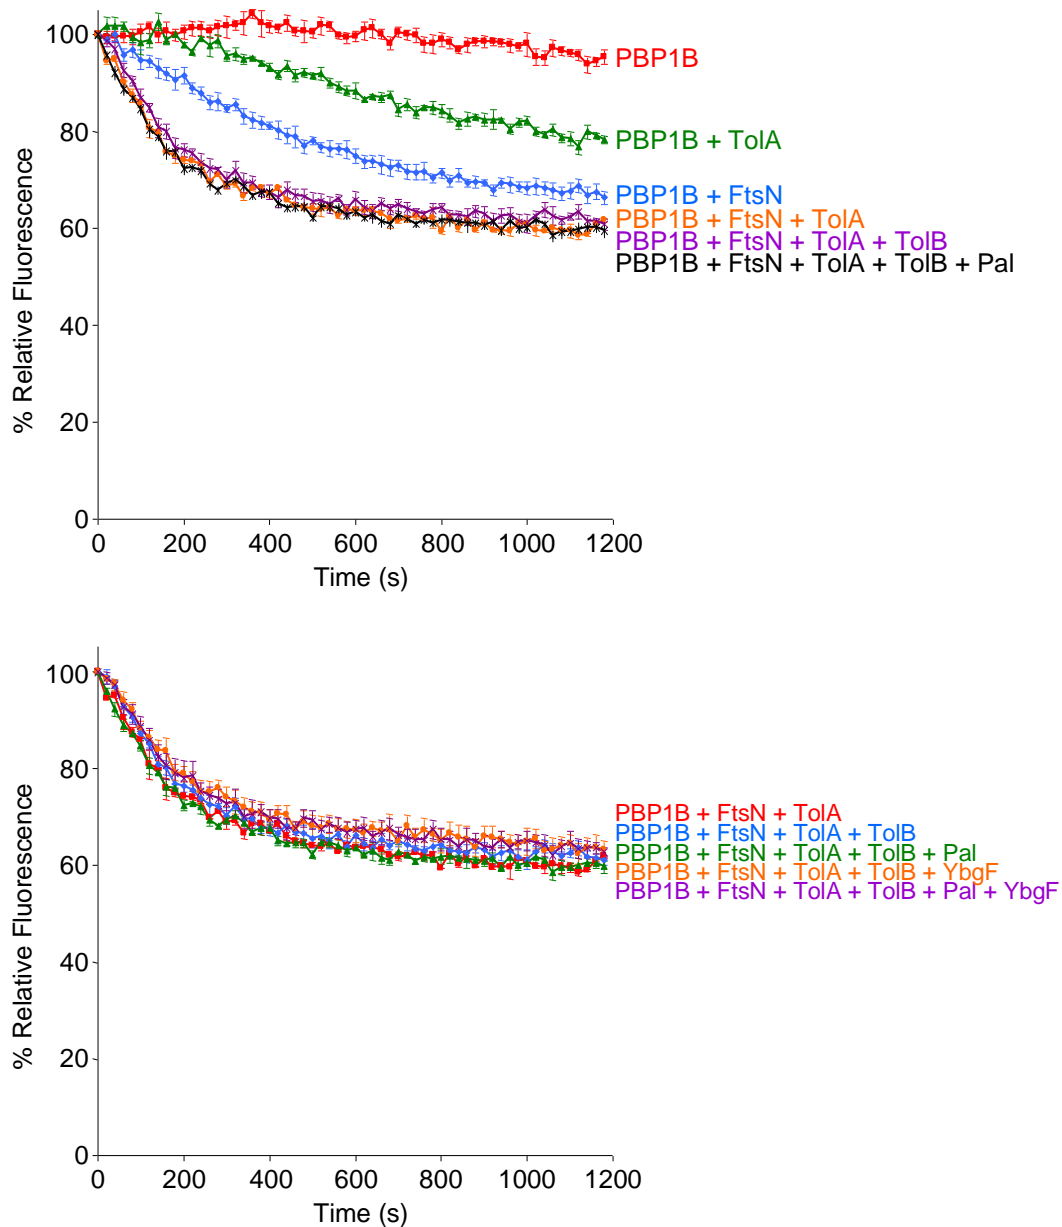 100
80
60
40
20
0
% Relative Fluorescence
0 200 400 600 800 1000 1200
Time (s)
PBP1B
PBP1B + TolA
PBP1B + FtsN
PBP1B + FtsN + TolA
PBP1B + FtsN + TolA + TolB
PBP1B + FtsN + TolA + TolB + Pal
100
80
60
40
20
0
% Relative Fluorescence
0 200 400 600 800 1000 1200
Time (s)
PBP1B + FtsN + TolA
PBP1B + FtsN + TolA + TolB
PBP1B + FtsN + TolA + TolB + Pal
PBP1B + FtsN + TolA + TolB + YbgF
PBP1B + FtsN + TolA + TolB + Pal + YbgF